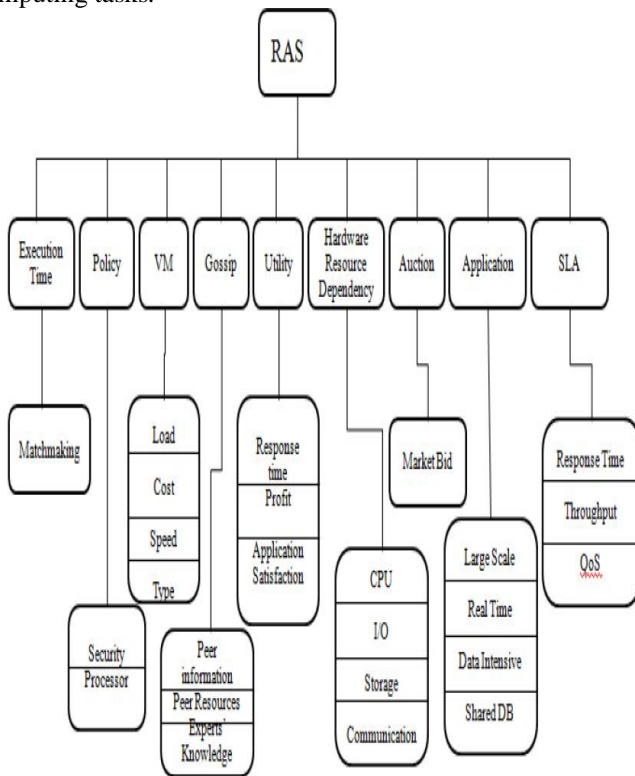 mputing tasks.
RAS
Execution
Time
Policy
VM
Gossip
Utility
Hardware
Resource
Dependency
Auction
Application
SLA
Matchmaking
Load
Cost
Speed
Type
Response
time
Profit
Application
Satisfaction
Market Bid
Response Time
Throughput
QoS
Security
Processor
Peer
information
Peer Resources
Experts'
Knowledge
CPU
I/O
Storage
Communication
Large Scale
Real Time
Data Intensive
Shared DB